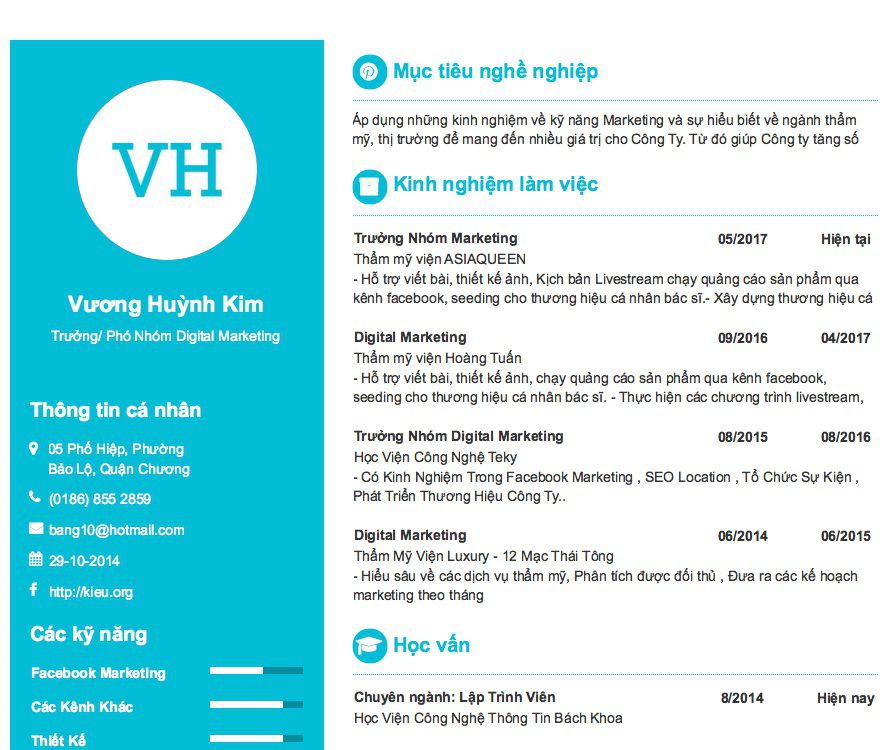 VH
Vương Huỳnh Kim
Trưởng/ Phó Nhóm Digital Marketing
Thông tin cá nhân
05 Phố Hiệp, Phường
Bảo Lộ, Quận Chương
(0186) 855 2859
bang10@hotmail.com
29-10-2014
http://kieu.org
Các kỹ năng
Facebook Marketing
Các Kênh Khác
Thiết Kế
Mục tiêu nghề nghiệp
Áp dụng những kinh nghiệm về kỹ năng Marketing và sự hiểu biết về ngành thẩm
mỹ, thị trường để mang đến nhiều giá trị cho Công Ty. Từ đó giúp Công ty tăng số
Kinh nghiệm làm việc
Trưởng Nhóm Marketing 05/2017 Hiện tại
Thẩm mỹ viện ASIAQUEEN
- Hỗ trợ viết bài, thiết kế ảnh, Kịch bản Livestream chạy quảng cáo sản phẩm qua
kênh facebook, seeding cho thương hiệu cá nhân bác sĩ.- Xây dựng thương hiệu cá
Digital Marketing 09/2016 04/2017
Thẩm mỹ viện Hoàng Tuấn
- Hỗ trợ viết bài, thiết kế ảnh, chạy quảng cáo sản phẩm qua kênh facebook,
seeding cho thương hiệu cá nhân bác sĩ. - Thực hiện các chương trình livestream,
Trưởng Nhóm Digital Marketing 08/2015 08/2016
Học Viện Công Nghệ Teky
- Có Kinh Nghiệm Trong Facebook Marketing , SEO Location , Tổ Chức Sự Kiện ,
Phát Triển Thương Hiệu Công Ty..
Digital Marketing 06/2014 06/2015
Thẩm Mỹ Viện Luxury - 12 Mạc Thái Tông
- Hiểu sâu về các dịch vụ thẩm mỹ, Phân tích được đối thủ , Đưa ra các kế hoạch
marketing theo tháng
Học vấn
Chuyên ngành: Lập Trình Viên 8/2014 Hiện nay
Học Viện Công Nghệ Thông Tin Bách Khoa